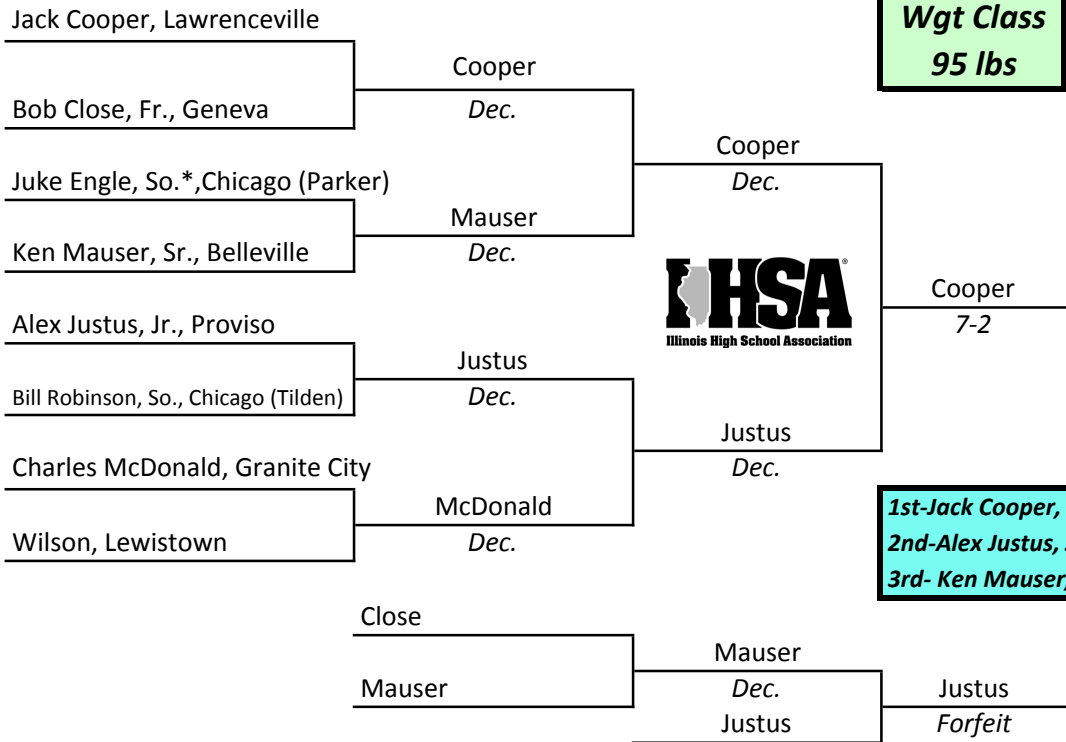 Jack Cooper, Lawrenceville
Wgt Class
95 lbs
Cooper
Bob Close, Fr., Geneva
Dec.
Cooper
Juke Engle, So.*,Chicago (Parker)
Dec.
Mauser
Ken Mauser, Sr., Belleville
Dec.
IHSA®
Illinois High School Association
Cooper
7-2
Alex Justus, Jr., Proviso
Justus
Bill Robinson, So., Chicago (Tilden)
Dec.
Justus
Charles McDonald, Granite City
Dec.
McDonald
Wilson, Lewistown
Dec.
1st-Jack Cooper,
2nd-Alex Justus,
3rd- Ken Mauser,
Close
Mauser
Mauser
Dec.
Justus
Justus
Forfeit